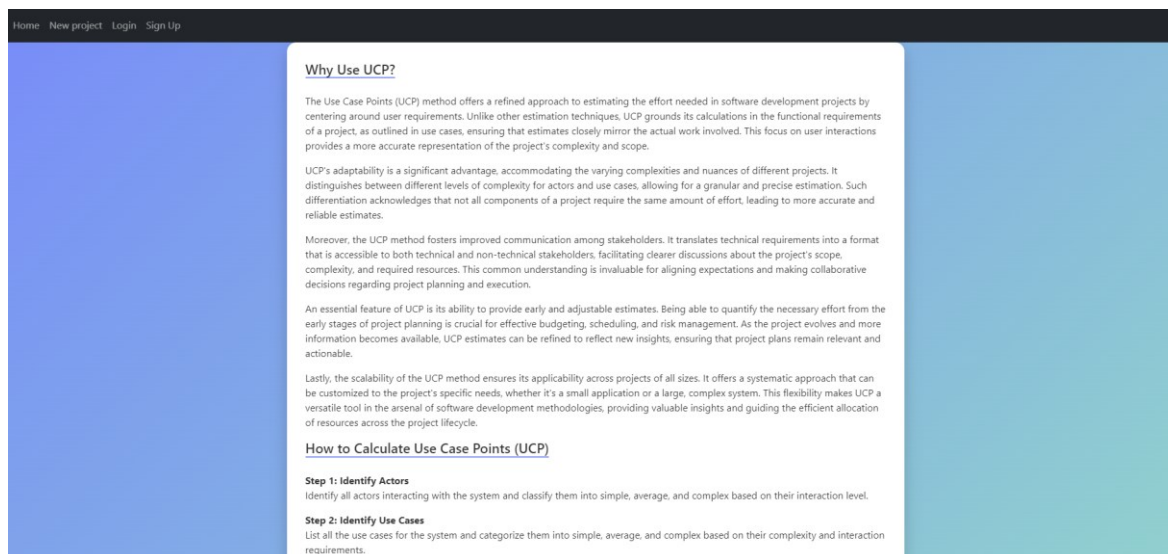 Home New project Login Sign Up
Why Use UCP?
The Use Case Points (UCP) method offers a refined approach to estimating the effort needed in software development projects by
centering around user requirements. Unlike other estimation techniques, UCP grounds its calculations in the functional requirements
of a project, as outlined in use cases, ensuring that estimates closely mirror the actual work involved. This focus on user interactions
provides a more accurate representation of the project's complexity and scope.
UCP's adaptability is a significant advantage, accommodating the varying complexities and nuances of different projects. It
distinguishes between different levels of complexity for actors and use cases, allowing for a granular and precise estimation. Such
differentiation acknowledges that not all components of a project require the same amount of effort, leading to more accurate and
reliable estimates.
Moreover, the UCP method fosters improved communication among stakeholders. It translates technical requirements into a format
that is accessible to both technical and non-technical stakeholders, facilitating clearer discussions about the project's scope,
complexity, and required resources. This common understanding is invaluable for aligning expectations and making collaborative
decisions regarding project planning and execution.
An essential feature of UCP is its ability to provide early and adjustable estimates. Being able to quantify the necessary effort from the
early stages of project planning is crucial for effective budgeting, scheduling, and risk management. As the project evolves and more
information becomes available, UCP estimates can be refined to reflect new insights, ensuring that project plans remain relevant and
actionable.
Lastly, the scalability of the UCP method ensures its applicability across projects of all sizes. It offers a systematic approach that can
be customized to the project's specific needs, whether it's a small application or a large, complex system. This flexibility makes UCP a
versatile tool in the arsenal of software development methodologies, providing valuable insights and guiding the efficient allocation
of resources across the project lifecycle.
How to Calculate Use Case Points (UCP)
Step 1: Identify Actors
Identify all actors interacting with the system and classify them into simple, average, and complex based on their interaction level.
Step 2: Identify Use Cases
List all the use cases for the system and categorize them into simple, average, and complex based on their complexity and interaction
requirements.